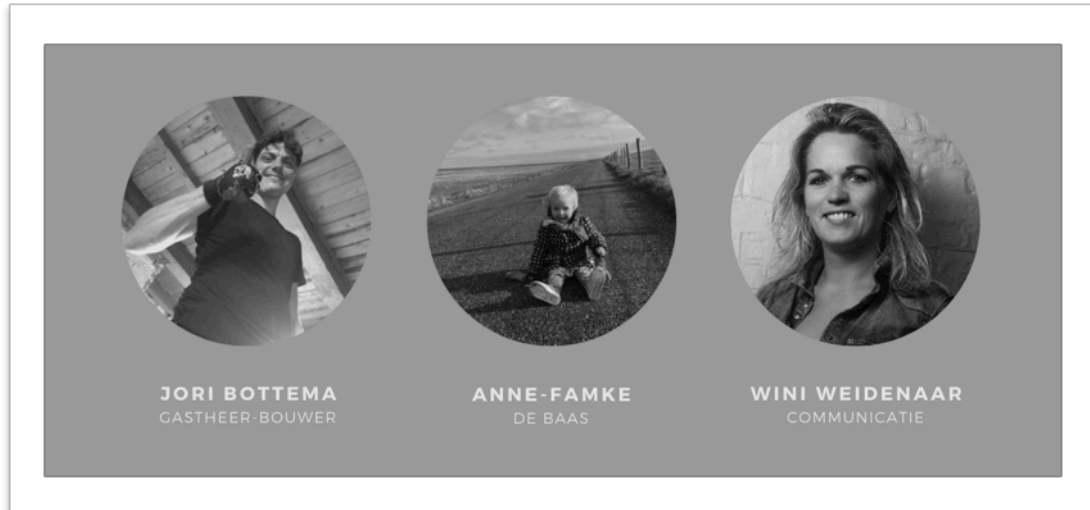 JORI BOTTEMA
GASTHEER-BOUWER
ANNE-FAMKE
DE BAAS
WINI WEIDENAAR
COMMUNICATIE